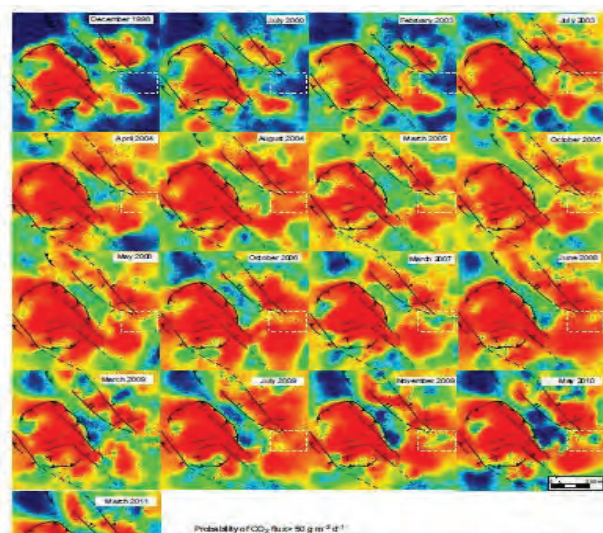 December 1998
July 2000
February 2003
July 2003
April 2004
August 2004
March 2005
October 2005
May 2006
October 2006
March 2007
June 2008
March 2009
July 2009
November 2009
May 2010
March 2011
Probability of CO₂ flux> 50 g m⁻² d⁻¹